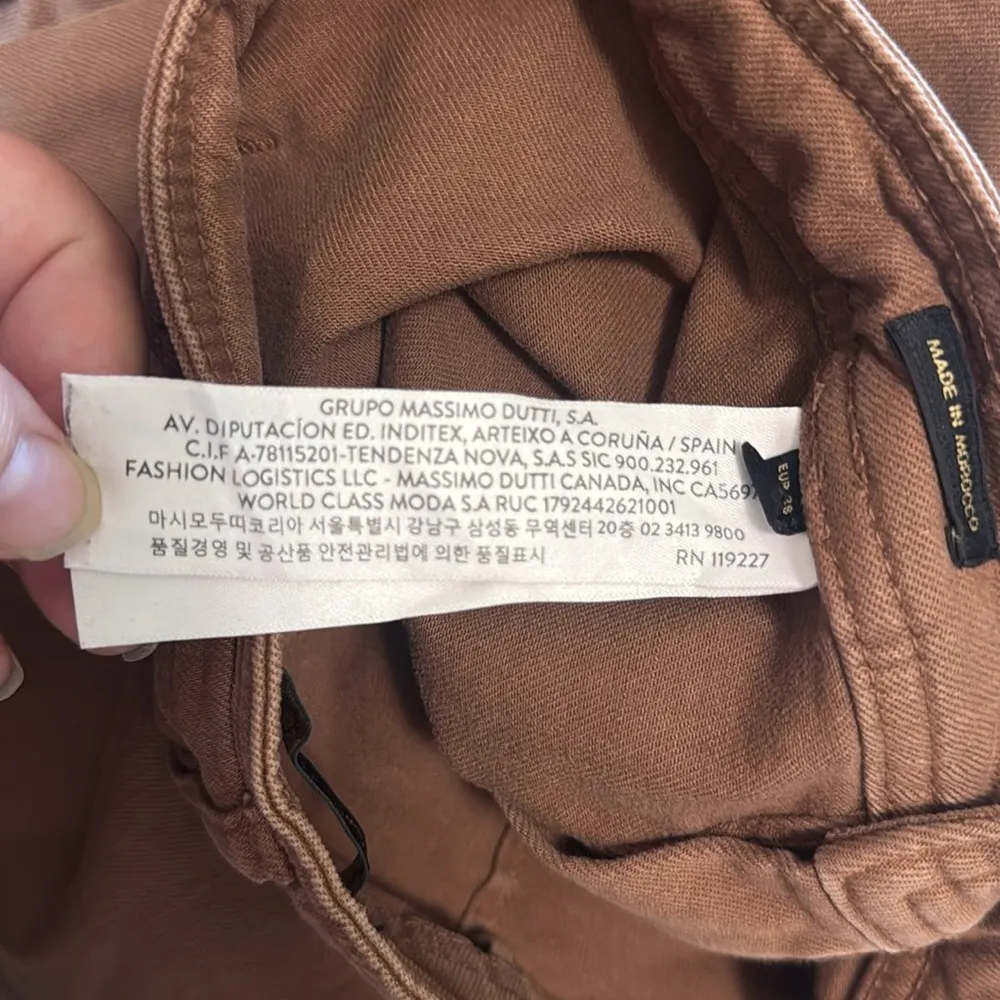 GRUPO MASSIMO DUTTI, S.A.
AV. DIPUTACÍON ED. INDITEX, ARTEIXO A CORUÑA / SPAIN
C.I.F A-78115201-TENDENZA NOVA, S.A.S SIC 900.232.961
FASHION LOGISTICS LLC - MASSIMO DUTTI CANADA, INC CA5697
WORLD CLASS MODA S.A RUC 1792442621001
마시모두띠코리아 서울특별시 강남구 삼성동 무역센터 20층 02 3413 9800
품질경영 및 공산품 안전관리법에 의한 품질표시
RN 119227
EUR
MADE IN MOROCCO